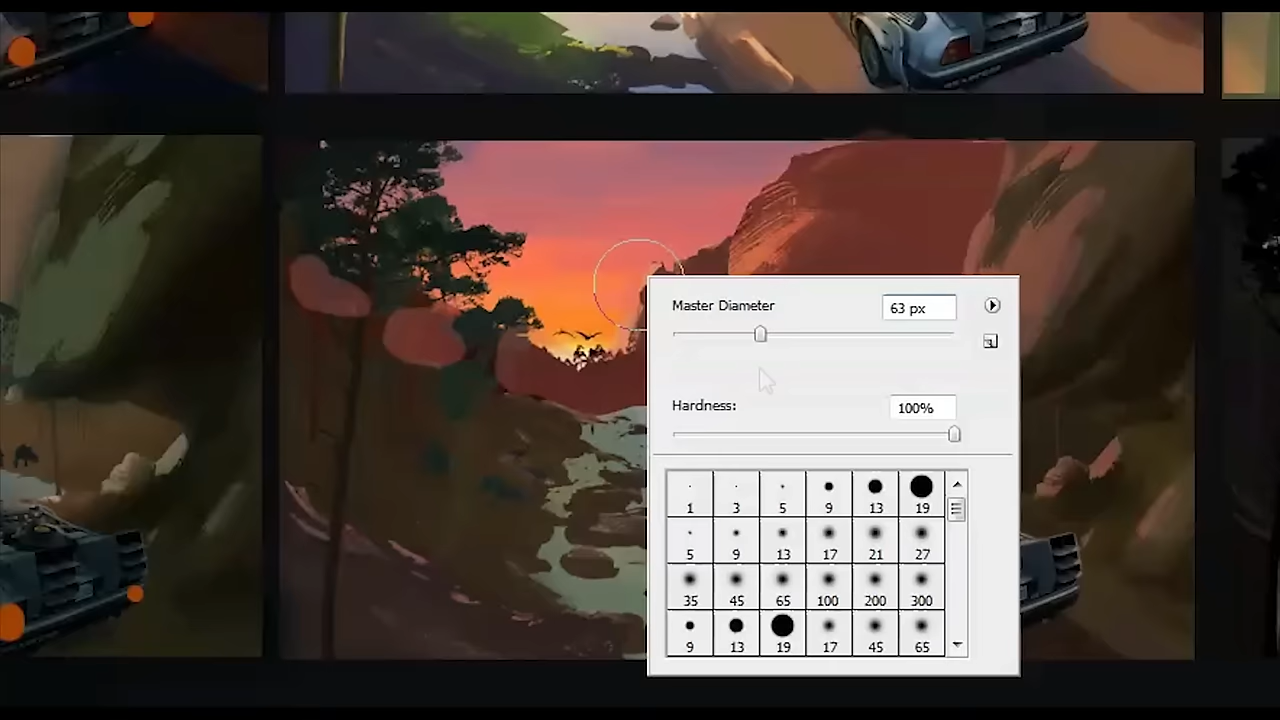 Master Diameter
63 px
Hardness:
100%
1 3 5 9 13 19
5 9 13 17 21 27
35 45 65 100 200 300
9 13 19 17 45 65